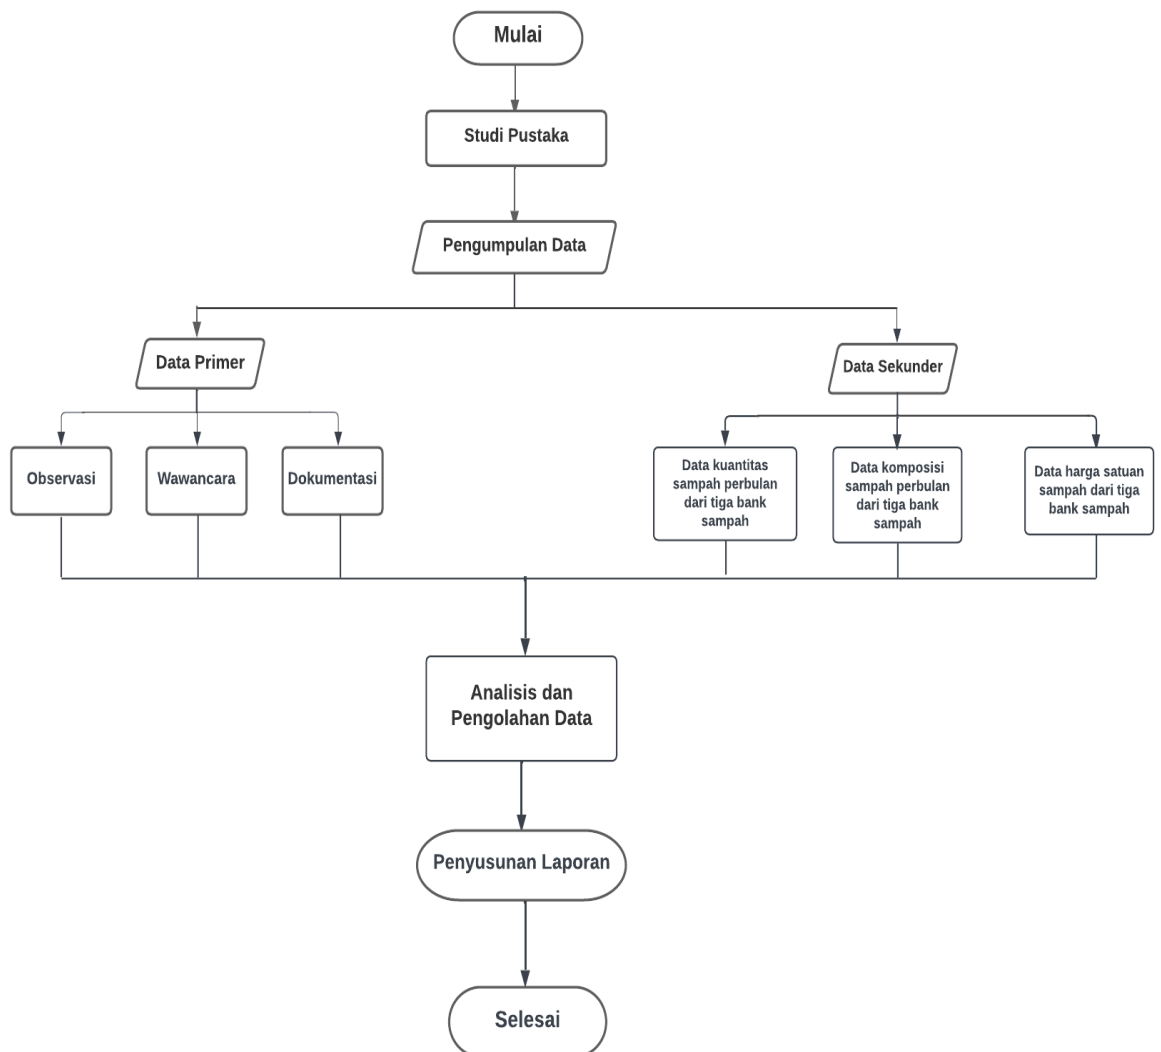 Mulai
Studi Pustaka
Pengumpulan Data
Data Primer
Data Sekunder
Observasi
Wawancara
Dokumentasi
Data kuantitas
sampah perbulan
dari tiga bank
sampah
Data komposisi
sampah perbulan
dari tiga bank
sampah
Data harga satuan
sampah dari tiga
bank sampah
Analisis dan
Pengolahan Data
Penyusunan Laporan
Selesai